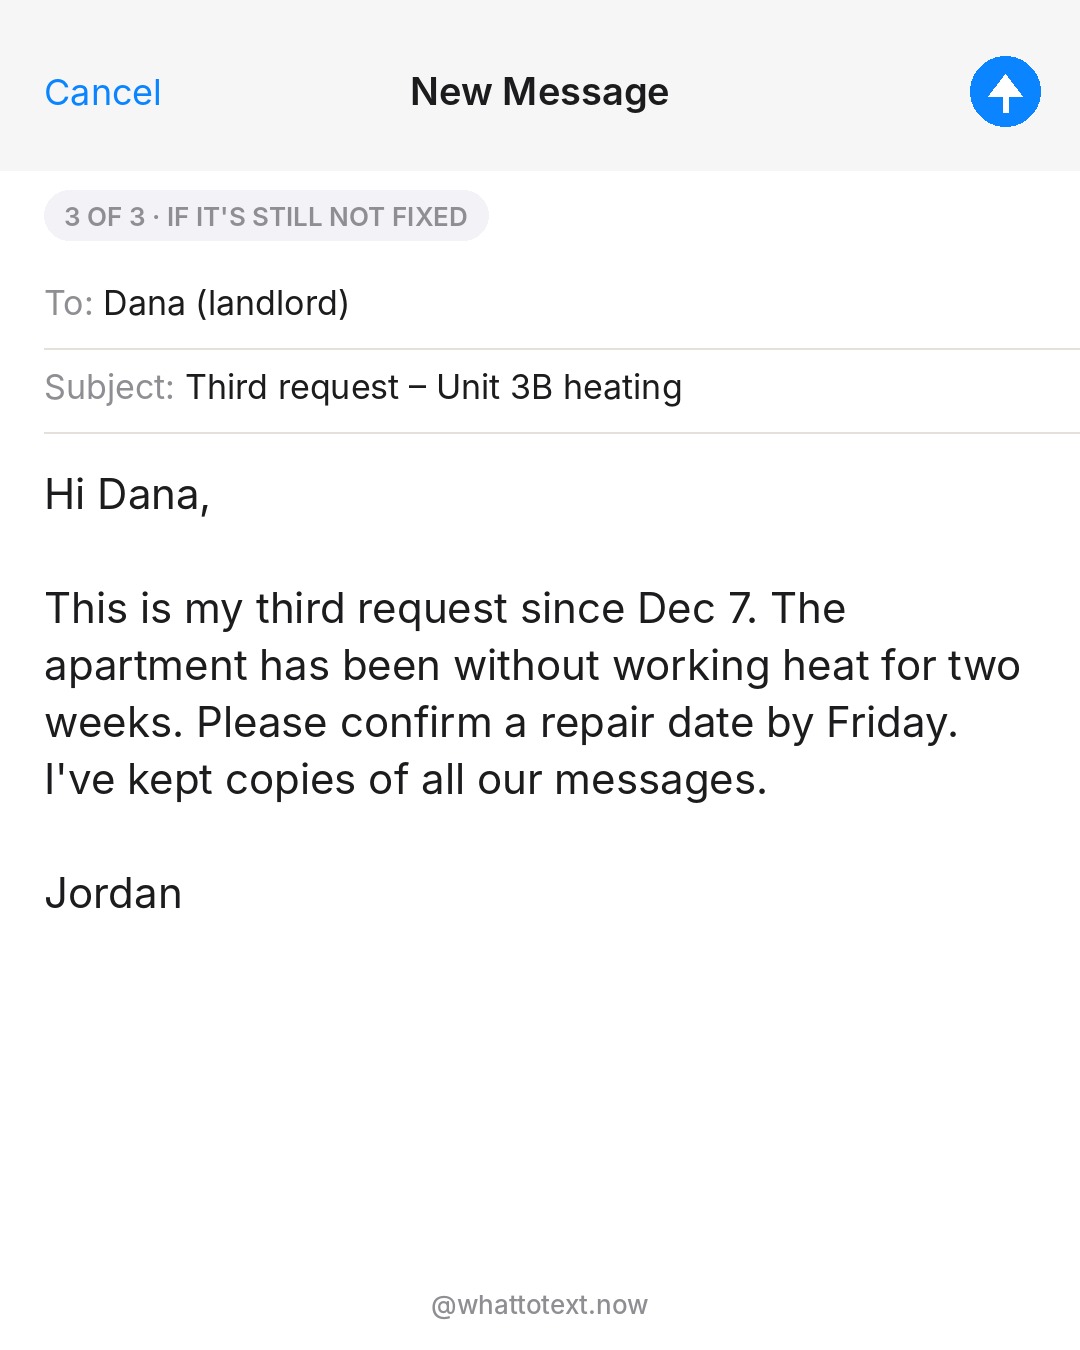 Cancel
New Message
3 OF 3 · IF IT'S STILL NOT FIXED
To: Dana (landlord)
Subject: Third request – Unit 3B heating
Hi Dana,
This is my third request since Dec 7. The
apartment has been without working heat for two
weeks. Please confirm a repair date by Friday.
I've kept copies of all our messages.
Jordan
@whattotext.now